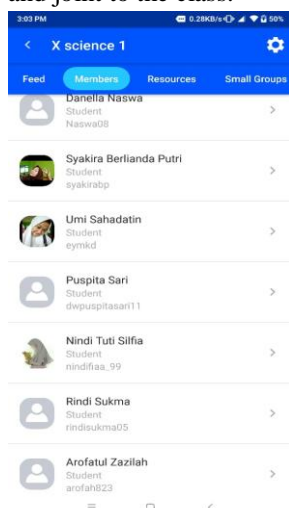 and joint to the class.
3:03 PM 0.28KB/s 50%
X science 1
Feed Members Resources Small Groups
Danella Naswa
Student
Naswa08
Syakira Berlianda Putri
Student
syakirabp
Umi Sahadatin
Student
eymkd
Puspita Sari
Student
dwpuspitasari11
Nindi Tuti Silfia
Student
nindifiaa_99
Rindi Sukma
Student
rindisukma05
Arofatul Zazilah
Student
arofah823